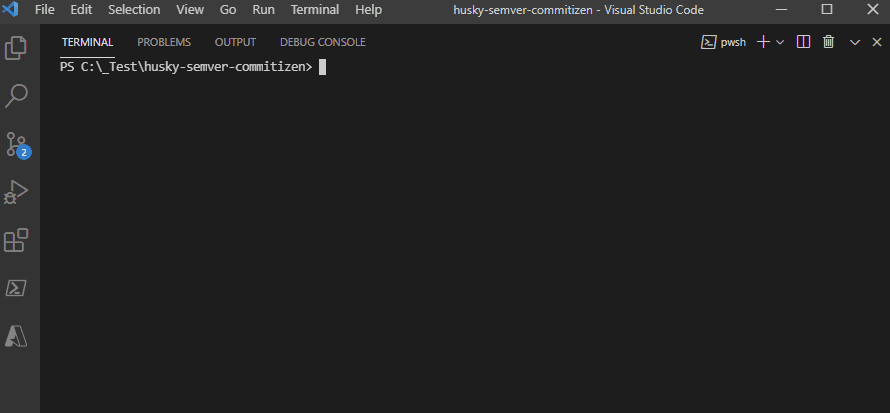 File Edit Selection View Go Run Terminal Help husky-semver-commitizen - Visual Studio Code
TERMINAL PROBLEMS OUTPUT DEBUG CONSOLE pwsh
PS C:\_Test\husky-semver-commitizen>
2